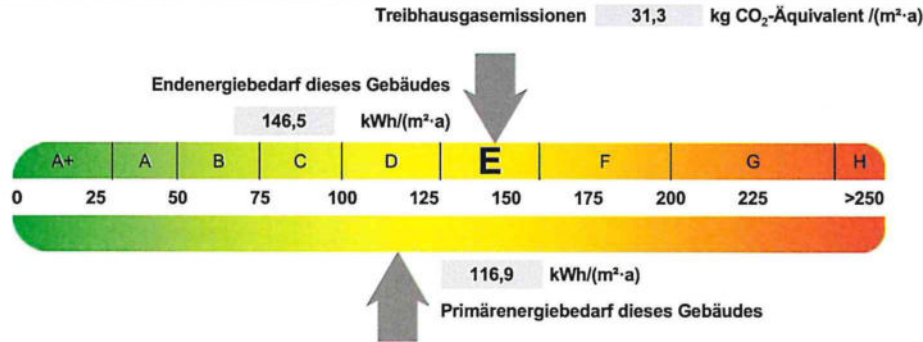 Treibhausgasemissionen 31,3 kg CO₂-Äquivalent /(m²·a)
Endenergiebedarf dieses Gebäudes
146,5 kWh/(m²·a)
A+ A B C D E F G H
0 25 50 75 100 125 150 175 200 225 >250
116,9 kWh/(m²·a)
Primärenergiebedarf dieses Gebäudes